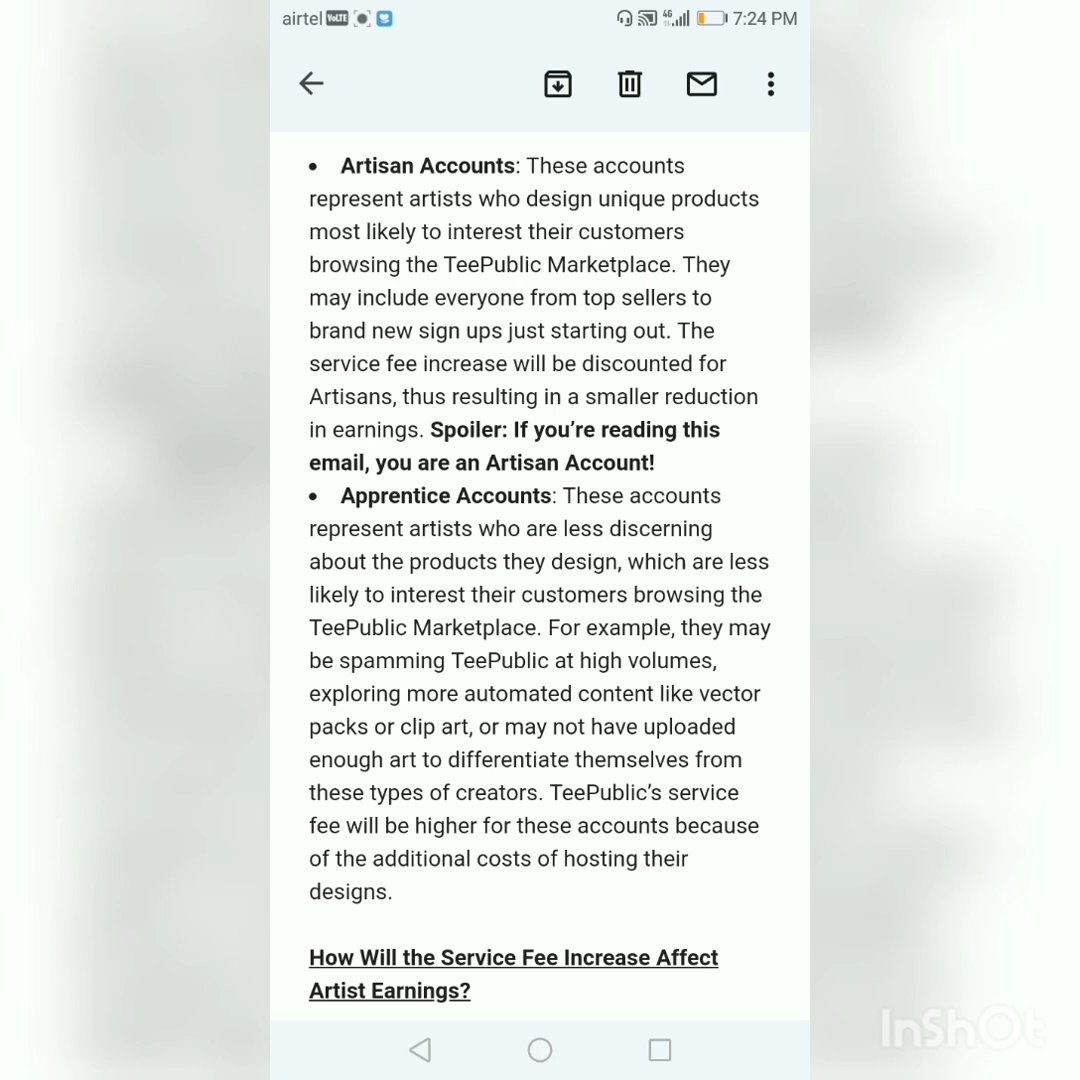 airtel VoLTE 4G 7:24 PM
• Artisan Accounts: These accounts
represent artists who design unique products
most likely to interest their customers
browsing the TeePublic Marketplace. They
may include everyone from top sellers to
brand new sign ups just starting out. The
service fee increase will be discounted for
Artisans, thus resulting in a smaller reduction
in earnings. Spoiler: If you’re reading this
email, you are an Artisan Account!
• Apprentice Accounts: These accounts
represent artists who are less discerning
about the products they design, which are less
likely to interest their customers browsing the
TeePublic Marketplace. For example, they may
be spamming TeePublic at high volumes,
exploring more automated content like vector
packs or clip art, or may not have uploaded
enough art to differentiate themselves from
these types of creators. TeePublic’s service
fee will be higher for these accounts because
of the additional costs of hosting their
designs.
How Will the Service Fee Increase Affect
Artist Earnings?
InShOt